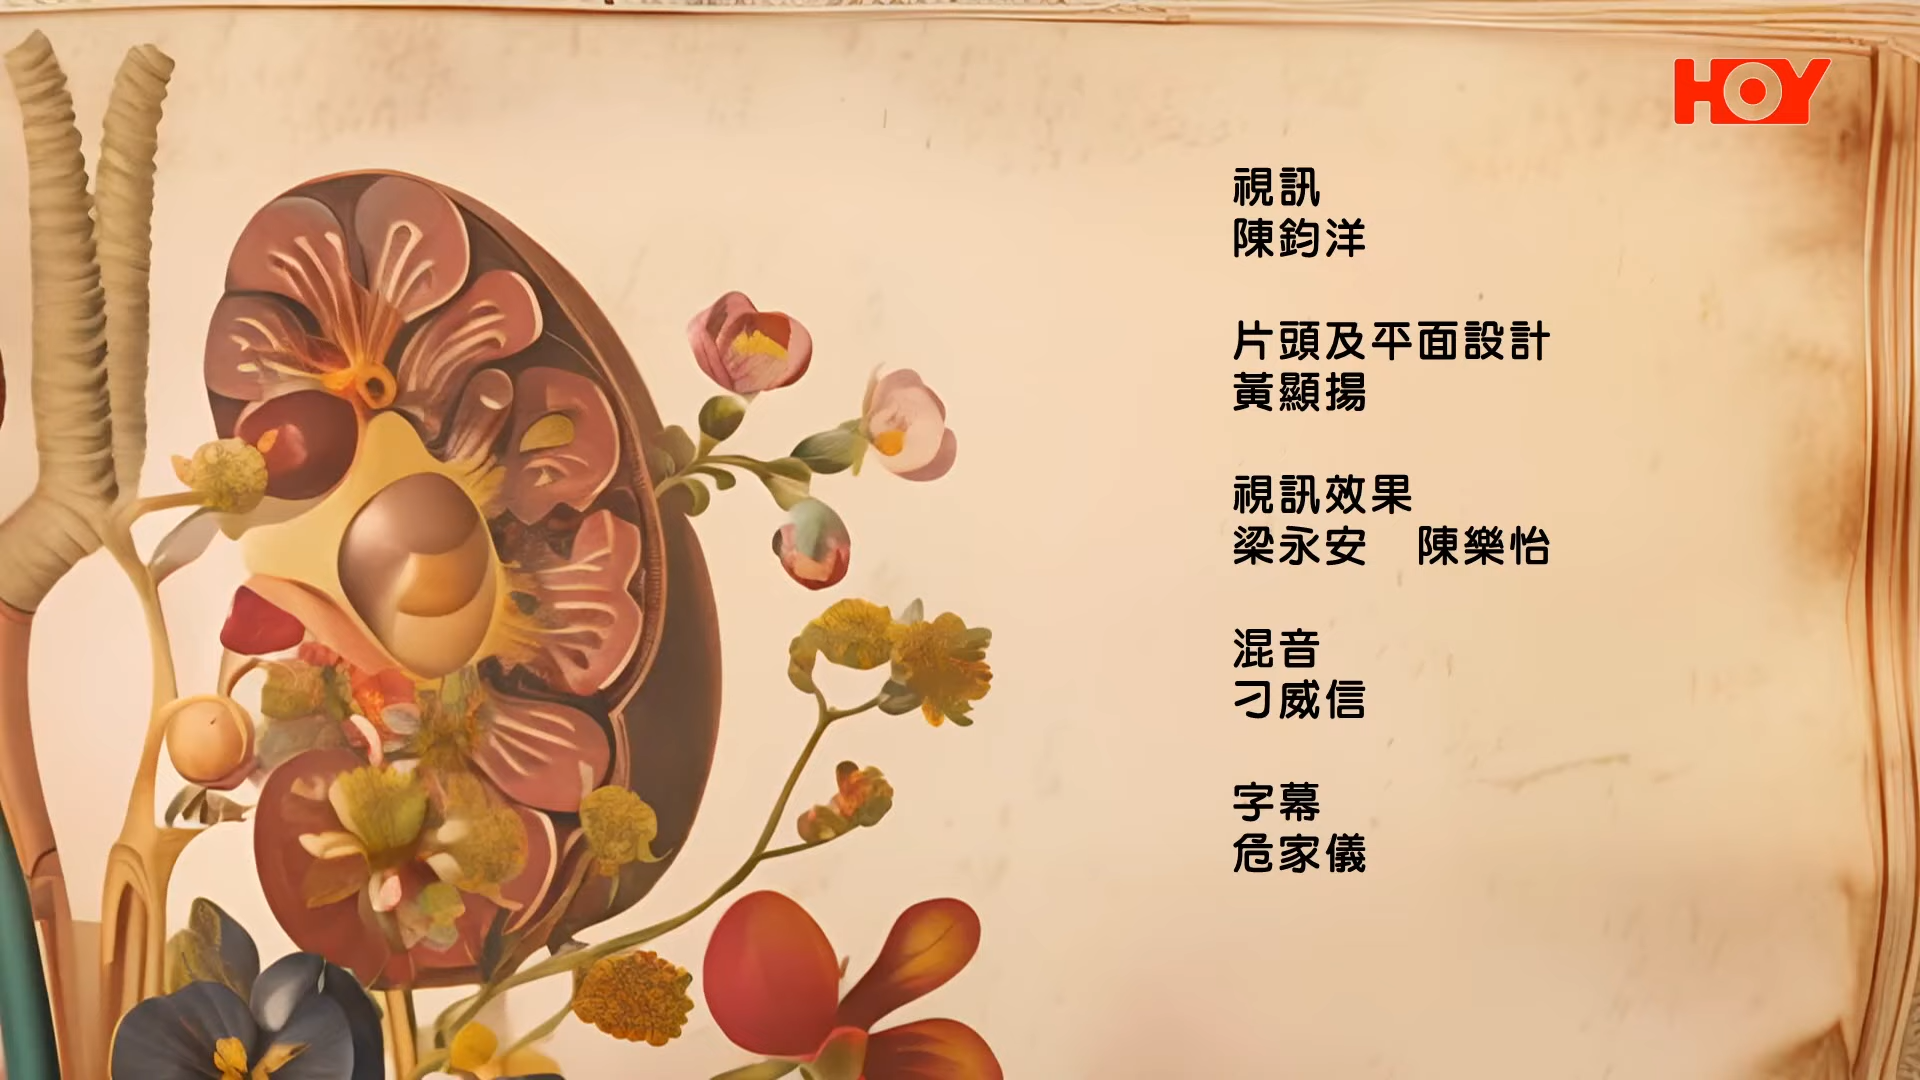 HOY
視訊
陳鈞洋
片頭及平面設計
黃顯揚
視訊效果
梁永安　陳樂怡
混音
刁威信
字幕
危家儀